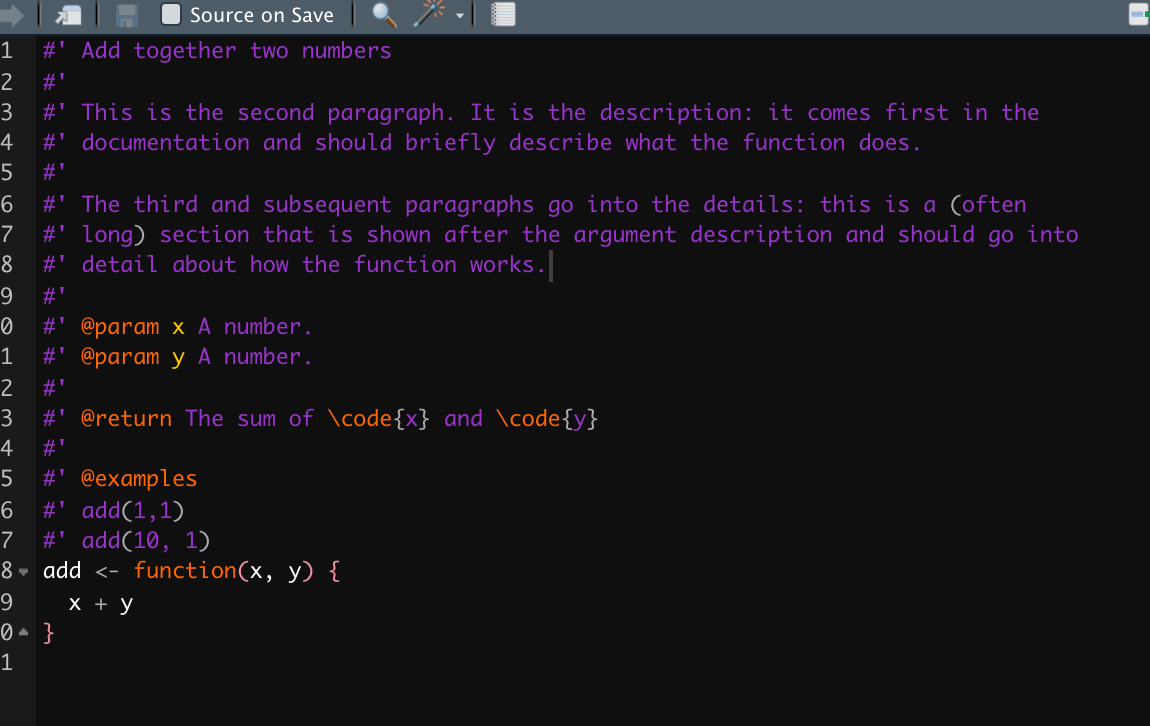 Source on Save
1 #' Add together two numbers
2 #'
3 #' This is the second paragraph. It is the description: it comes first in the
4 #' documentation and should briefly describe what the function does.
5 #'
6 #' The third and subsequent paragraphs go into the details: this is a (often
7 #' long) section that is shown after the argument description and should go into
8 #' detail about how the function works.
9 #'
0 #' @param x A number.
1 #' @param y A number.
2 #'
3 #' @return The sum of \code{x} and \code{y}
4 #'
5 #' @examples
6 #' add(1,1)
7 #' add(10, 1)
8 add <- function(x, y) {
9   x + y
0 }
1